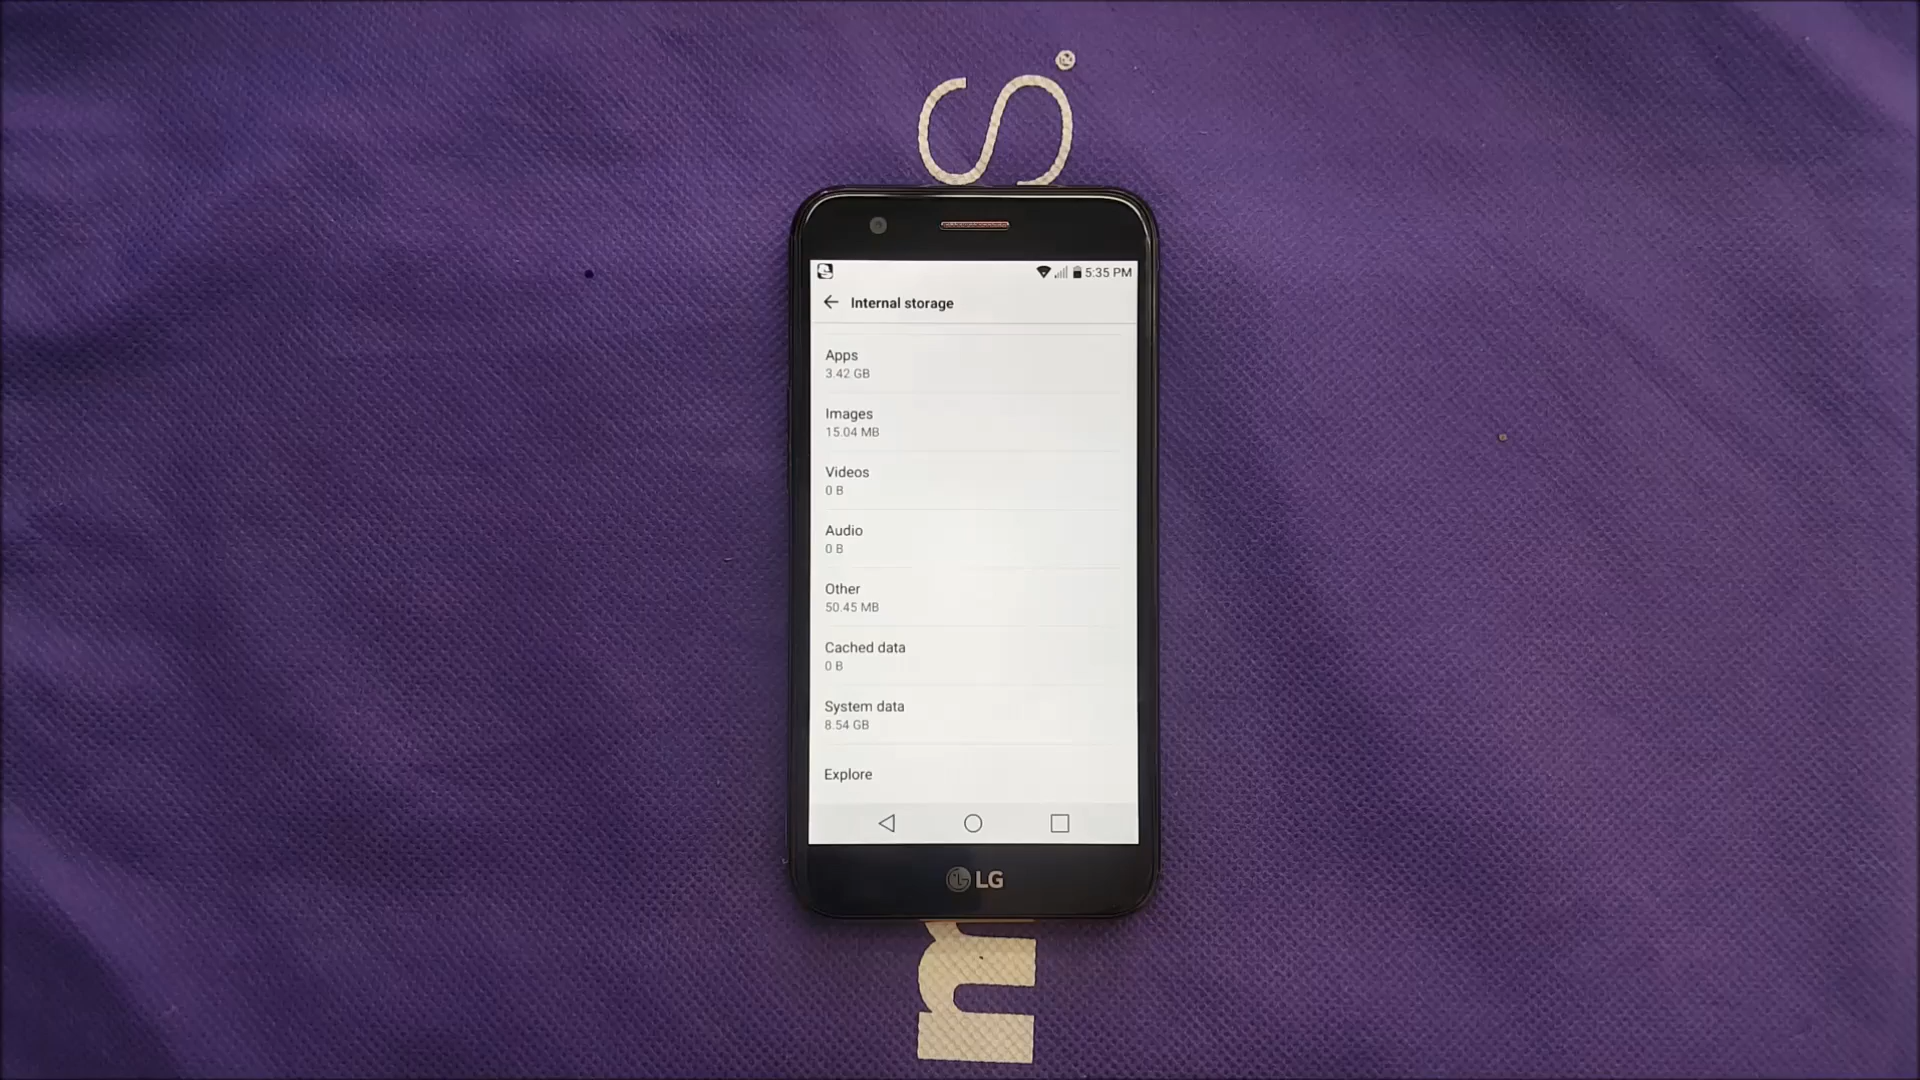 S
5:35 PM
Internal storage
Apps
3.42 GB
Images
15.04 MB
Videos
0 B
Audio
0 B
Other
50.45 MB
Cached data
0 B
System data
8.54 GB
Explore
LG
m